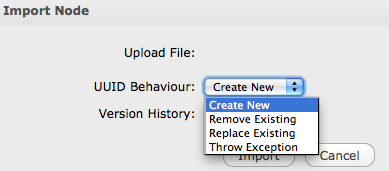 Import Node
Upload File:
UUID Behaviour: Create New
Version History:
Create New
Remove Existing
Replace Existing
Throw Exception
Import Cancel